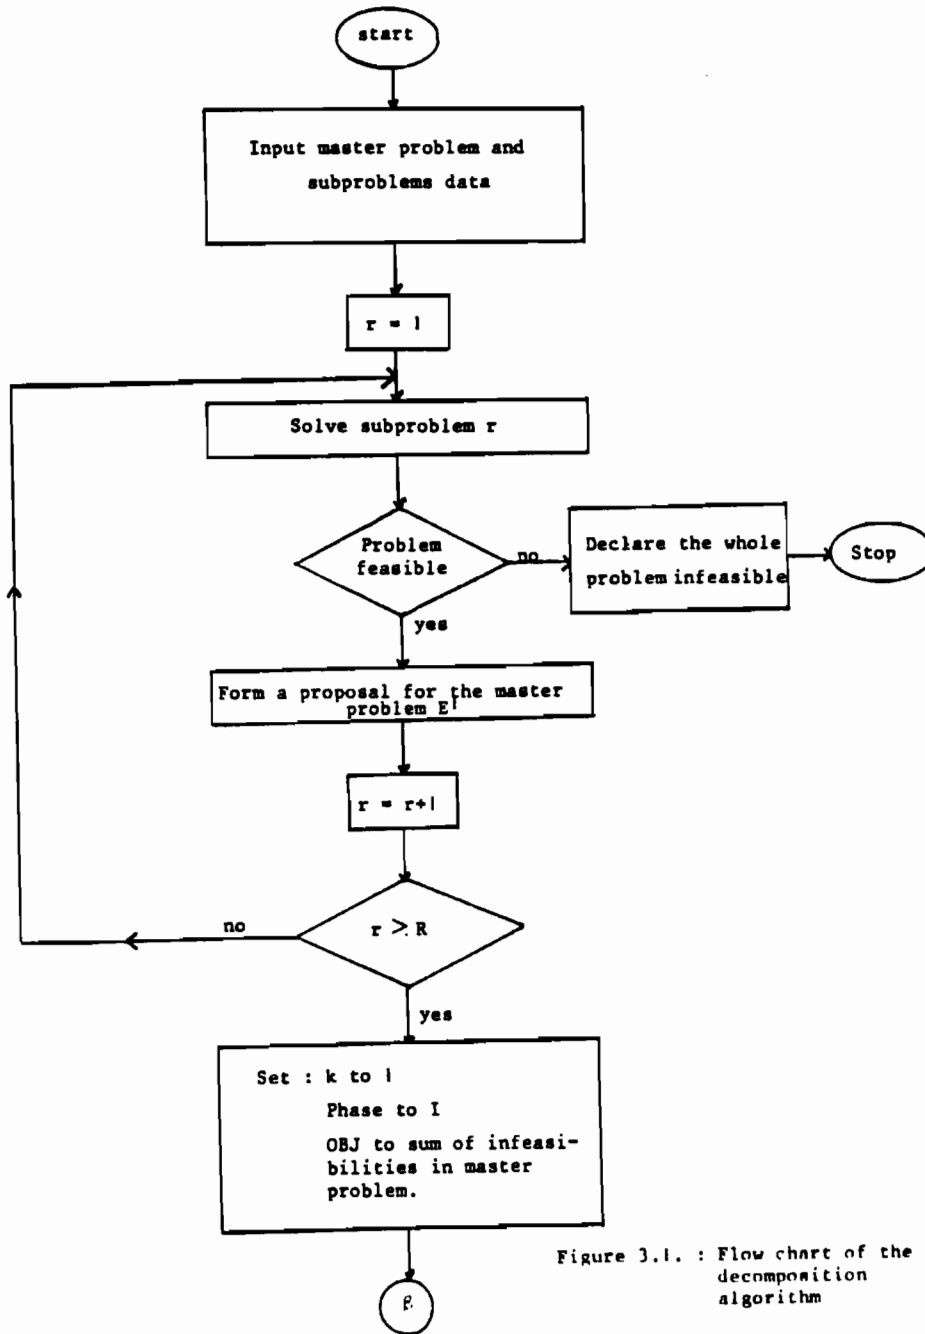 start
Input master problem and
subproblems data
r = 1
Solve subproblem r
Problem
feasible
no
Declare the whole
problem infeasible
Stop
yes
Form a proposal for the master
problem E¹
r = r+1
r > R
no
yes
Set : k to 1
Phase to I
OBJ to sum of infeasi-
bilities in master
problem.
Figure 3.1. : Flow chart of the
decomposition
algorithm